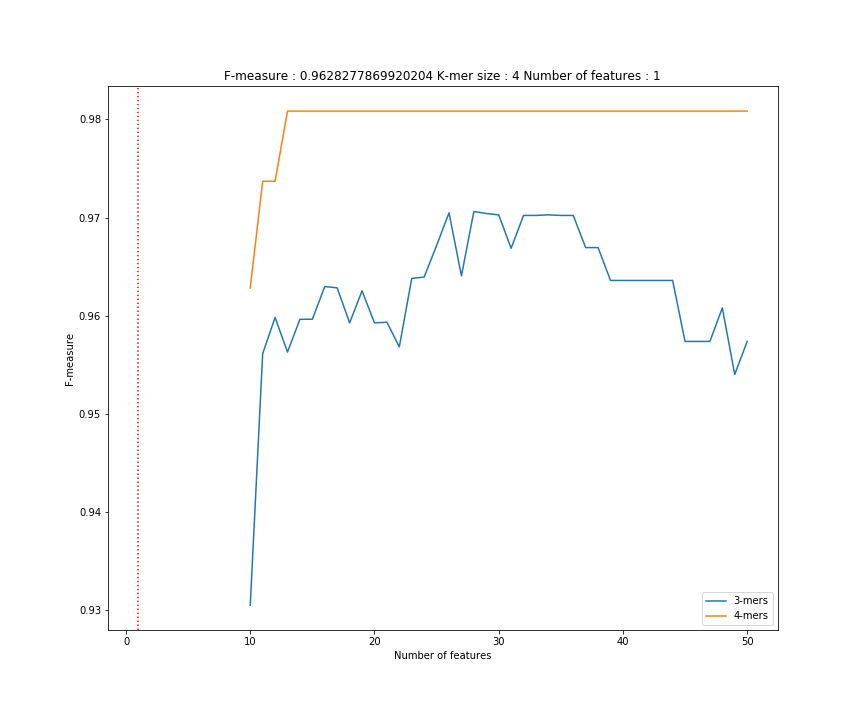 F-measure : 0.9628277869920204 K-mer size : 4 Number of features : 1
0.98
0.97
0.96
0.95
0.94
0.93
F-measure
0 10 20 30 40 50
Number of features
3-mers
4-mers